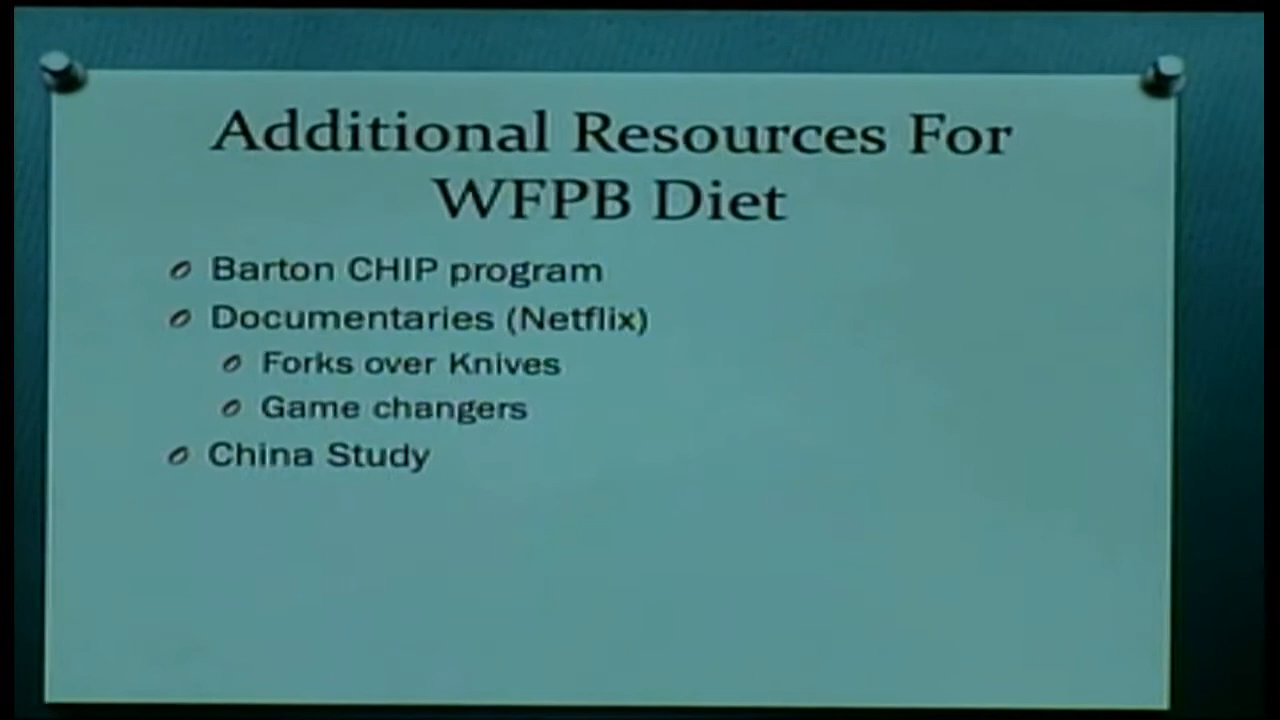 Additional Resources For
WFPB Diet
Barton CHIP program
Documentaries (Netflix)
Forks over Knives
Game changers
China Study